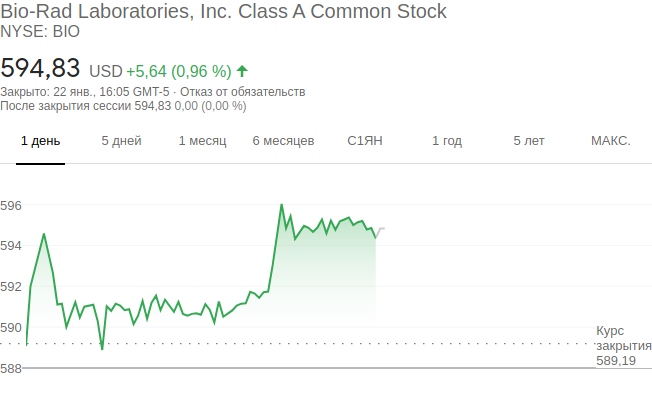 Bio-Rad Laboratories, Inc. Class A Common Stock
NYSE: BIO
594,83 USD +5,64 (0,96 %)
Закрыто: 22 янв., 16:05 GMT-5 · Отказ от обязательств
После закрытия сессии 594,83 0,00 (0,00 %)
1 день 5 дней 1 месяц 6 месяцев С1ЯН 1 год 5 лет МАКС.
596
594
592
590
Курс
закрытия
589,19
588